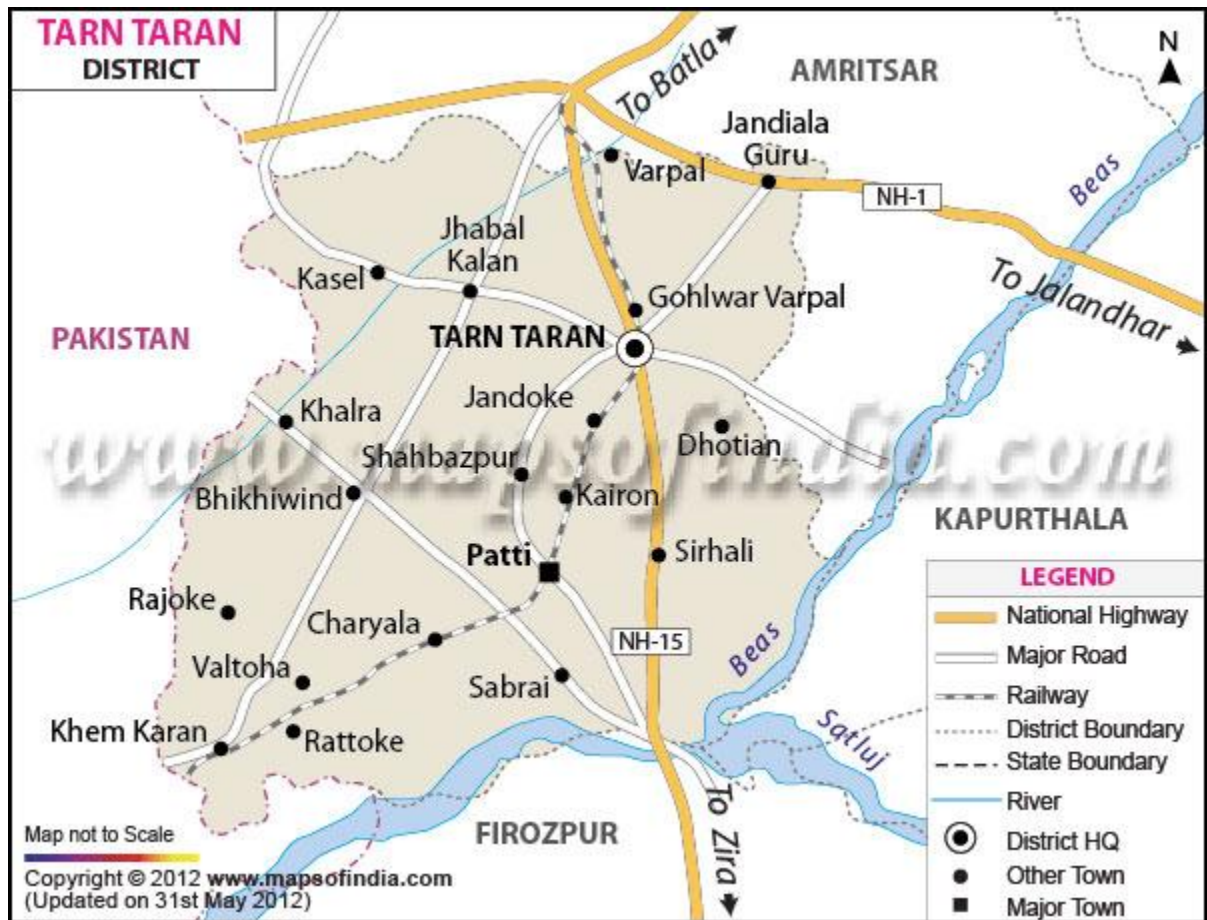 TARN TARAN
DISTRICT
To Batla
AMRITSAR
N
Jandiala
Guru
Varpal
NH-1
Beas
Jhabal
Kalan
Kasel
To Jalandhar
Gohlwar Varpal
PAKISTAN
TARN TARAN
Jandoke
Khalra
Dhotian
www.mapsofindia.com
Shahbazpur
Bhikhiwind
Kairon
KAPURTHALA
Patti
Sirhali
LEGEND
National Highway
Major Road
Railway
District Boundary
State Boundary
River
District HQ
Other Town
Major Town
Rajoke
Charyala
NH-15
Beas
Valtoha
Sabrai
Khem Karan
Rattoke
Satluj
To Zira
FIROZPUR
Map not to Scale
Copyright © 2012 www.mapsofindia.com
(Updated on 31st May 2012)